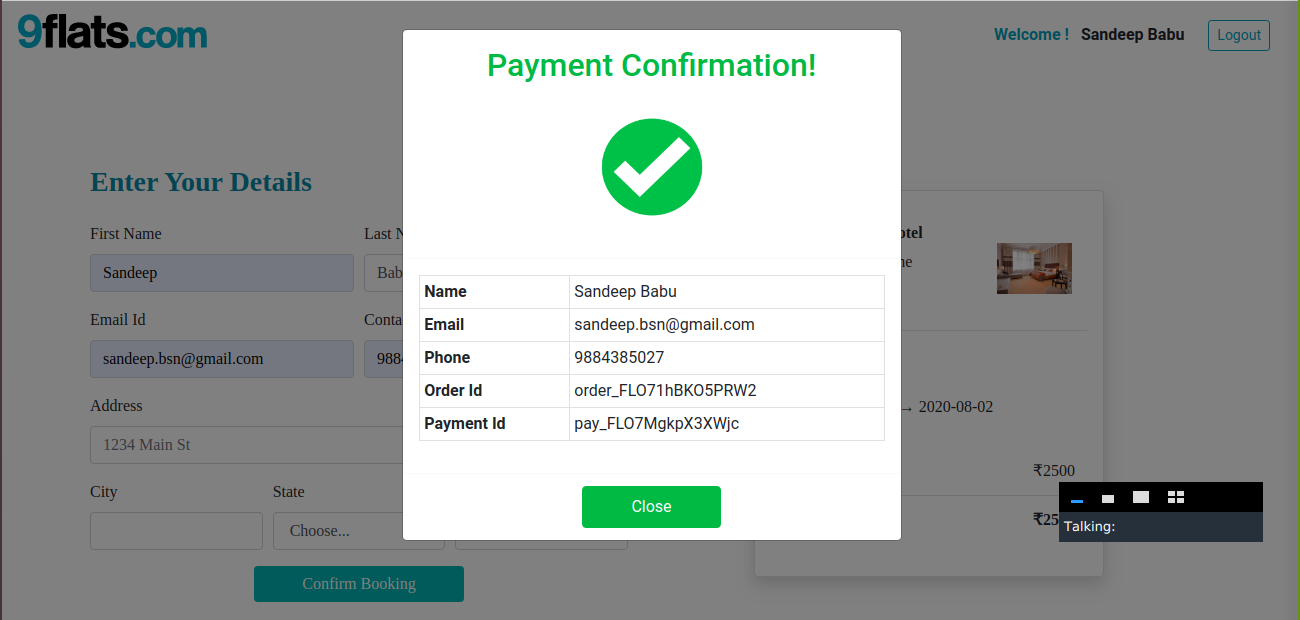 9flats.com
Welcome ! Sandeep Babu Logout
Payment Confirmation!
Enter Your Details
First Name Last N
Sandeep Bab
Email Id Conta
sandeep.bsn@gmail.com 9884
Address
1234 Main St
City State
Choose...
Confirm Booking
Name Sandeep Babu
Email sandeep.bsn@gmail.com
Phone 9884385027
Order Id order_FLO71hBKO5PRW2
Payment Id pay_FLO7MgkpX3XWjc
Close
otel
ne
→ 2020-08-02
₹2500
₹25
Talking: